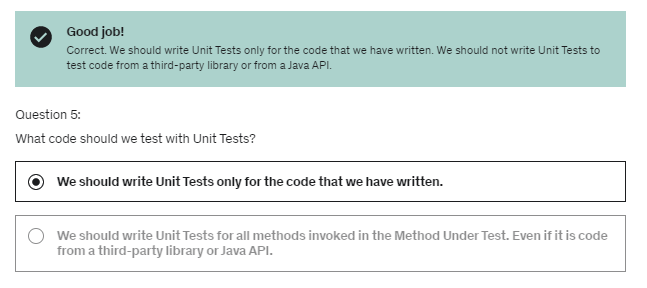 Good job!
Correct. We should write Unit Tests only for the code that we have written. We should not write Unit Tests to
test code from a third-party library or from a Java API.
Question 5:
What code should we test with Unit Tests?
We should write Unit Tests only for the code that we have written.
We should write Unit Tests for all methods invoked in the Method Under Test. Even if it is code
from a third-party library or Java API.